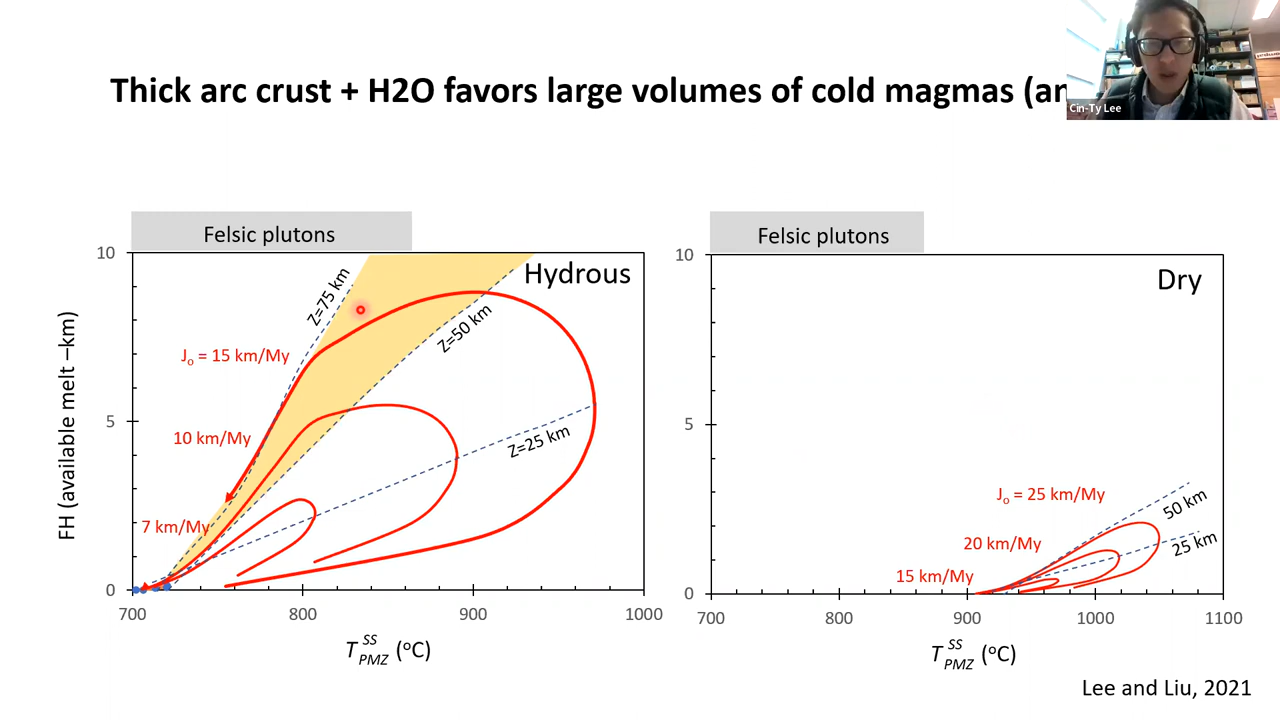 Thick arc crust + H2O favors large volumes of cold magmas (an
Cin-Ty Lee
Felsic plutons
Hydrous
10
5
0
700
800
900
1000
FH (available melt –km)
Z=75 km
Z=50 km
Z=25 km
Jo = 15 km/My
10 km/My
7 km/My
T PMZ SS (oC)
Felsic plutons
Dry
10
5
0
700
800
900
1000
1100
Jo = 25 km/My
50 km
20 km/My
25 km
15 km/My
T PMZ SS (oC)
Lee and Liu, 2021